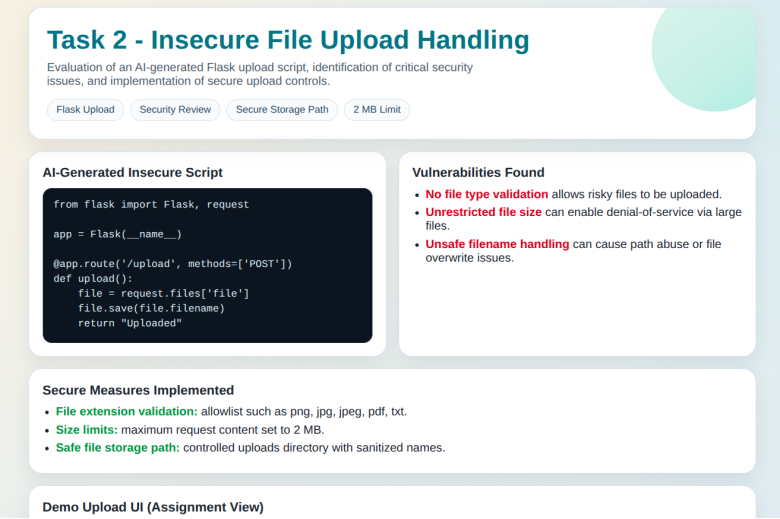 Task 2 - Insecure File Upload Handling
Evaluation of an AI-generated Flask upload script, identification of critical security
issues, and implementation of secure upload controls.
Flask Upload
Security Review
Secure Storage Path
2 MB Limit
AI-Generated Insecure Script
from flask import Flask, request
app = Flask(__name__)
@app.route('/upload', methods=['POST'])
def upload():
    file = request.files['file']
    file.save(file.filename)
    return "Uploaded"
Vulnerabilities Found
• No file type validation allows risky files to be uploaded.
• Unrestricted file size can enable denial-of-service via large
files.
• Unsafe filename handling can cause path abuse or file
overwrite issues.
Secure Measures Implemented
• File extension validation: allowlist such as png, jpg, jpeg, pdf, txt.
• Size limits: maximum request content set to 2 MB.
• Safe file storage path: controlled uploads directory with sanitized names.
Demo Upload UI (Assignment View)